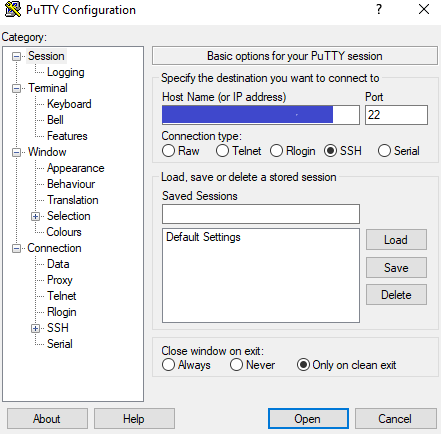 PuTTY Configuration
?
Category:
Session
Logging
Terminal
Keyboard
Bell
Features
Window
Appearance
Behaviour
Translation
Selection
Colours
Connection
Data
Proxy
Telnet
Rlogin
SSH
Serial
Basic options for your PuTTY session
Specify the destination you want to connect to
Host Name (or IP address) Port
22
Connection type:
Raw Telnet Rlogin SSH Serial
Load, save or delete a stored session
Saved Sessions
Default Settings
Load
Save
Delete
Close window on exit:
Always Never Only on clean exit
About Help Open Cancel